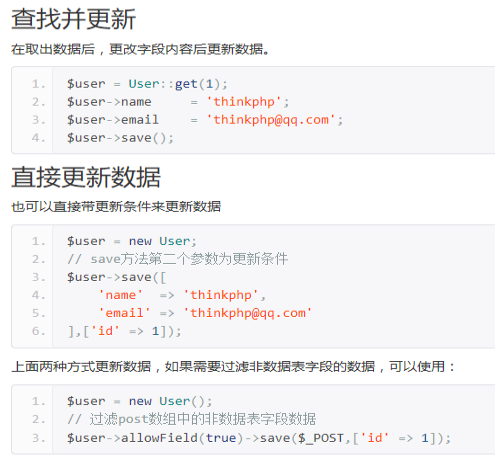 查找并更新
在取出数据后，更改字段内容后更新数据。
1. $user = User::get(1);
2. $user->name     = 'thinkphp';
3. $user->email    = 'thinkphp@qq.com';
4. $user->save();
直接更新数据
也可以直接带更新条件来更新数据
1. $user = new User;
2. // save方法第二个参数为更新条件
3. $user->save([
4.     'name'  => 'thinkphp',
5.     'email' => 'thinkphp@qq.com'
6. ],['id' => 1]);
上面两种方式更新数据，如果需要过滤非数据表字段的数据，可以使用：
1. $user = new User();
2. // 过滤post数组中的非数据表字段数据
3. $user->allowField(true)->save($_POST,['id' => 1]);